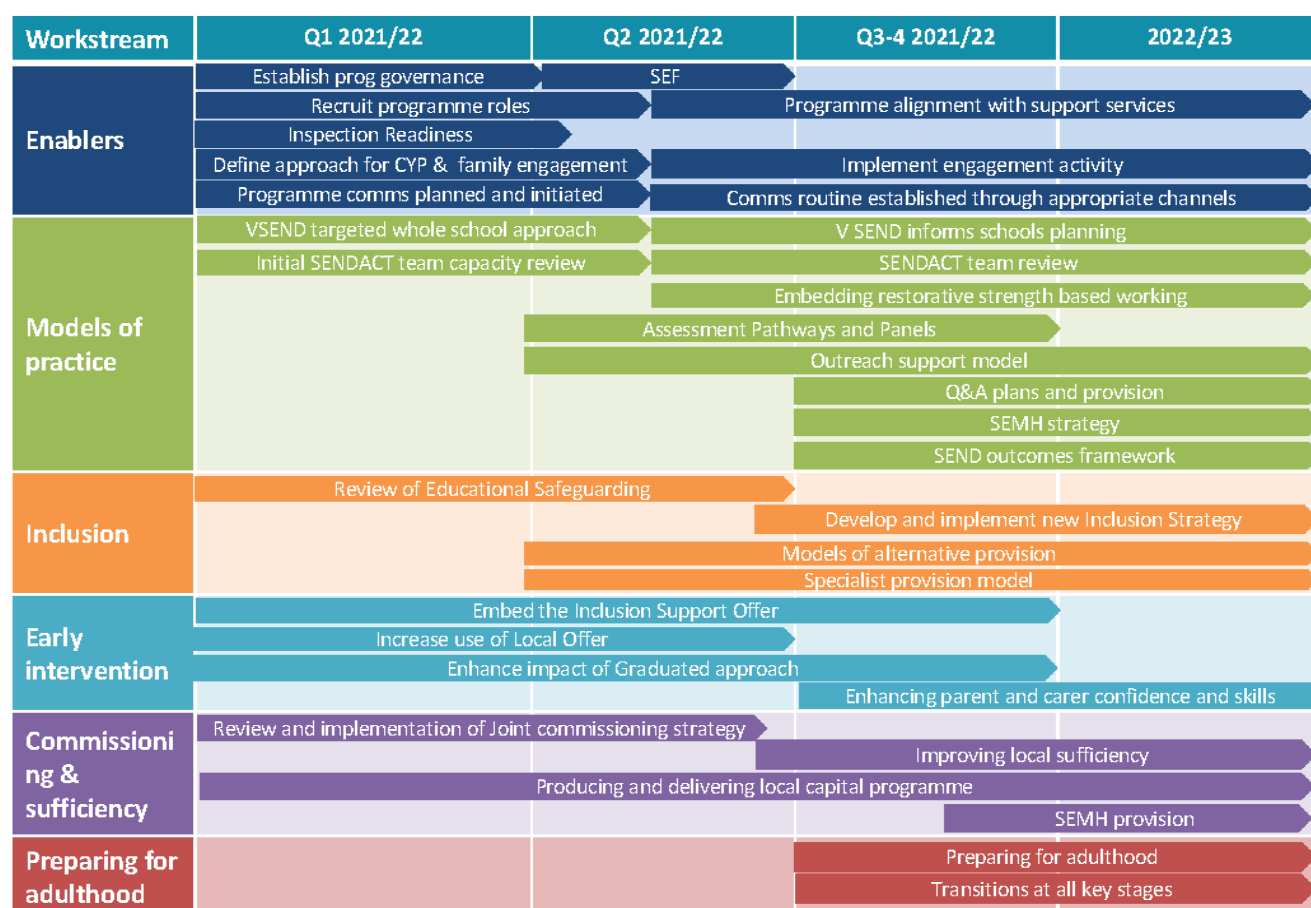 Workstream
Q1 2021/22
Q2 2021/22
Q3-4 2021/22
2022/23
Enablers
Establish prog governance
SEF
Recruit programme roles
Programme alignment with support services
Inspection Readiness
Define approach for CYP & family engagement
Implement engagement activity
Programme comms planned and initiated
Comms routine established through appropriate channels
Models of
practice
VSEND targeted whole school approach
V SEND informs schools planning
Initial SENDACT team capacity review
SENDACT team review
Embedding restorative strength based working
Assessment Pathways and Panels
Outreach support model
Q&A plans and provision
SEMH strategy
SEND outcomes framework
Inclusion
Review of Educational Safeguarding
Develop and implement new Inclusion Strategy
Models of alternative provision
Specialist provision model
Early
intervention
Embed the Inclusion Support Offer
Increase use of Local Offer
Enhance impact of Graduated approach
Enhancing parent and carer confidence and skills
Commissioni
ng &
sufficiency
Review and implementation of Joint commissioning strategy
Improving local sufficiency
Producing and delivering local capital programme
SEMH provision
Preparing for
adulthood
Preparing for adulthood
Transitions at all key stages